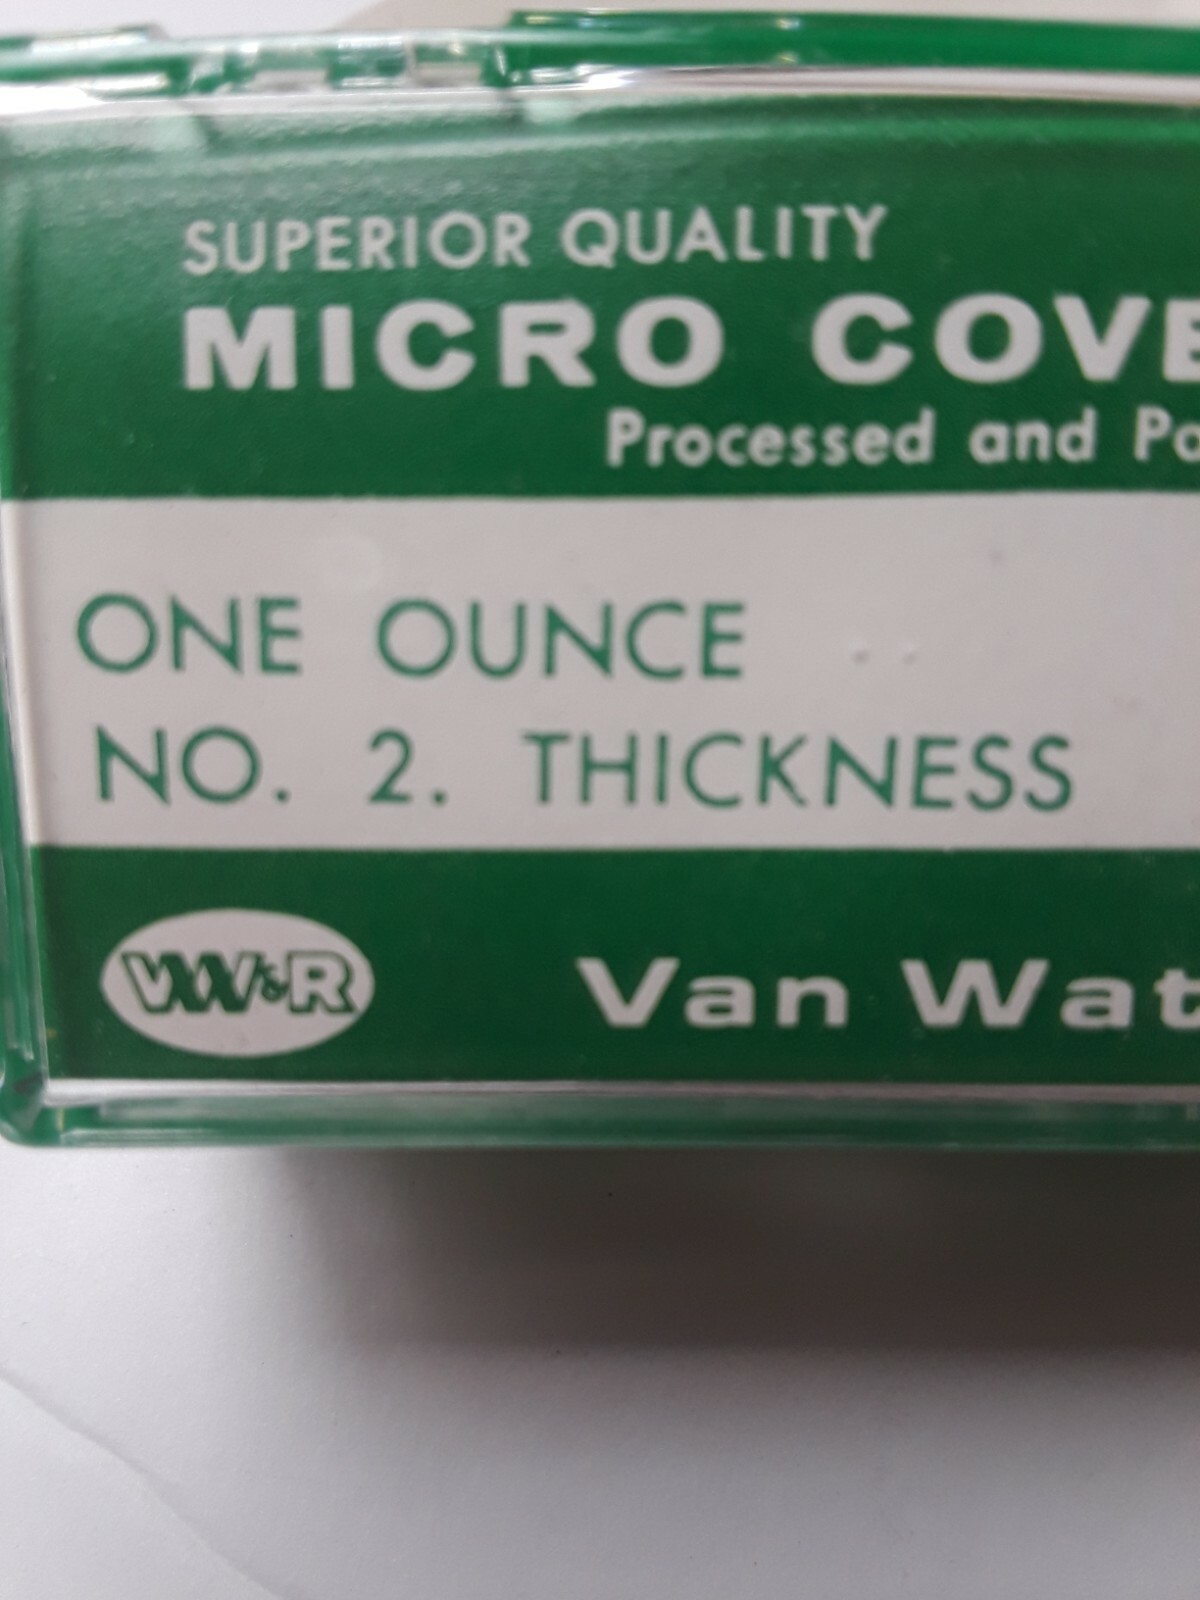 SUPERIOR QUALITY
MICRO COVE
Processed and Pa
ONE OUNCE
NO. 2. THICKNESS
VW&R
Van Wat